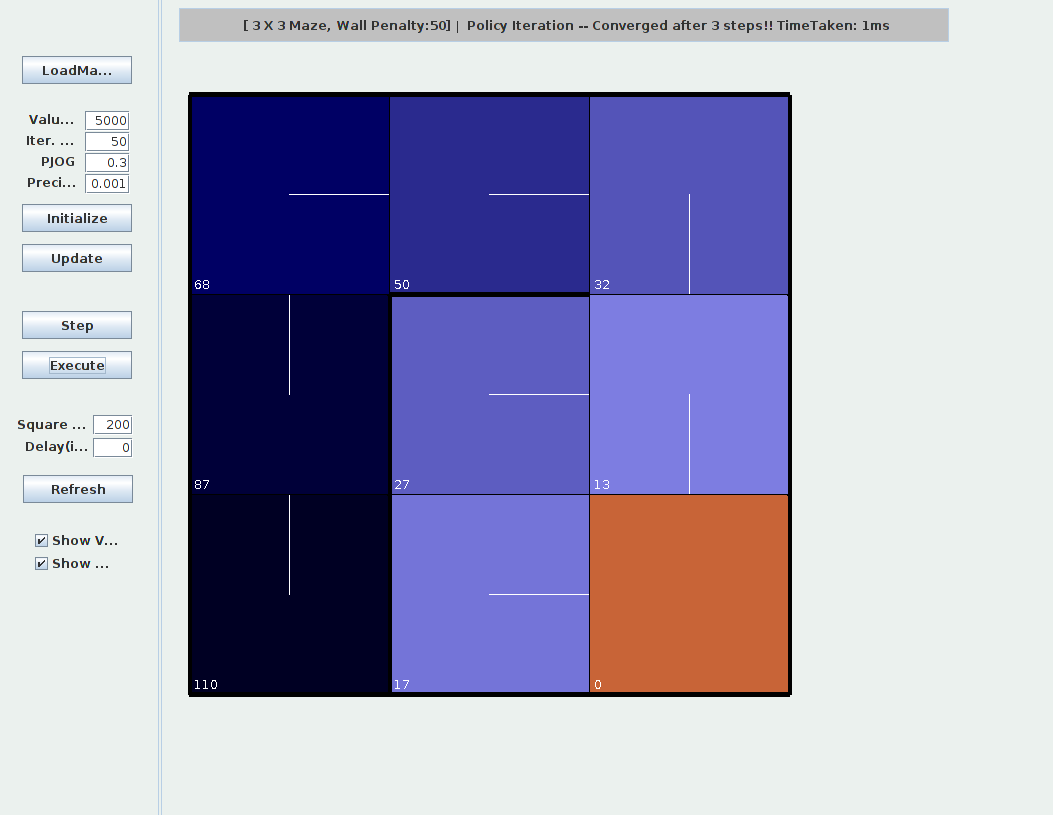 [ 3 X 3 Maze, Wall Penalty:50] | Policy Iteration -- Converged after 3 steps!! TimeTaken: 1ms
LoadMa...
Valu... 5000
Iter. ... 50
PJOG 0.3
Preci... 0.001
Initialize
Update
Step
Execute
Square ... 200
Delay(i... 0
Refresh
Show V...
Show ...
68 50 32
87 27 13
110 17 0